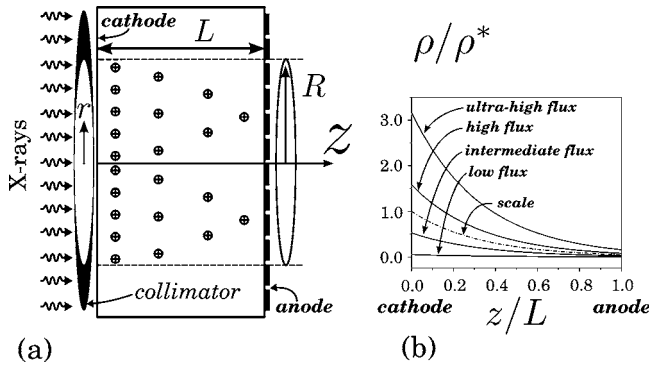 cathode
L
r
R
X-rays
z
collimator
anode
(a)
ρ/ρ*
ultra-high flux
high flux
intermediate flux
low flux
scale
3.0
2.0
1.0
0.0
0.0 0.2 0.4 0.6 0.8 1.0
cathode z/L anode
(b)